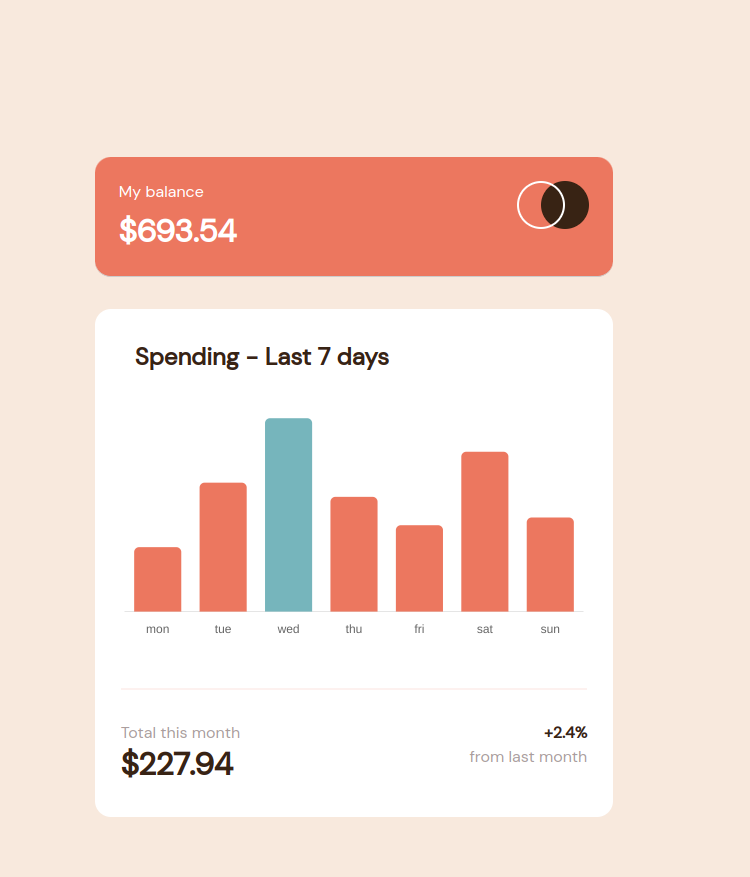 My balance
$693.54
Spending – Last 7 days
mon tue wed thu fri sat sun
Total this month
$227.94
+2.4%
from last month